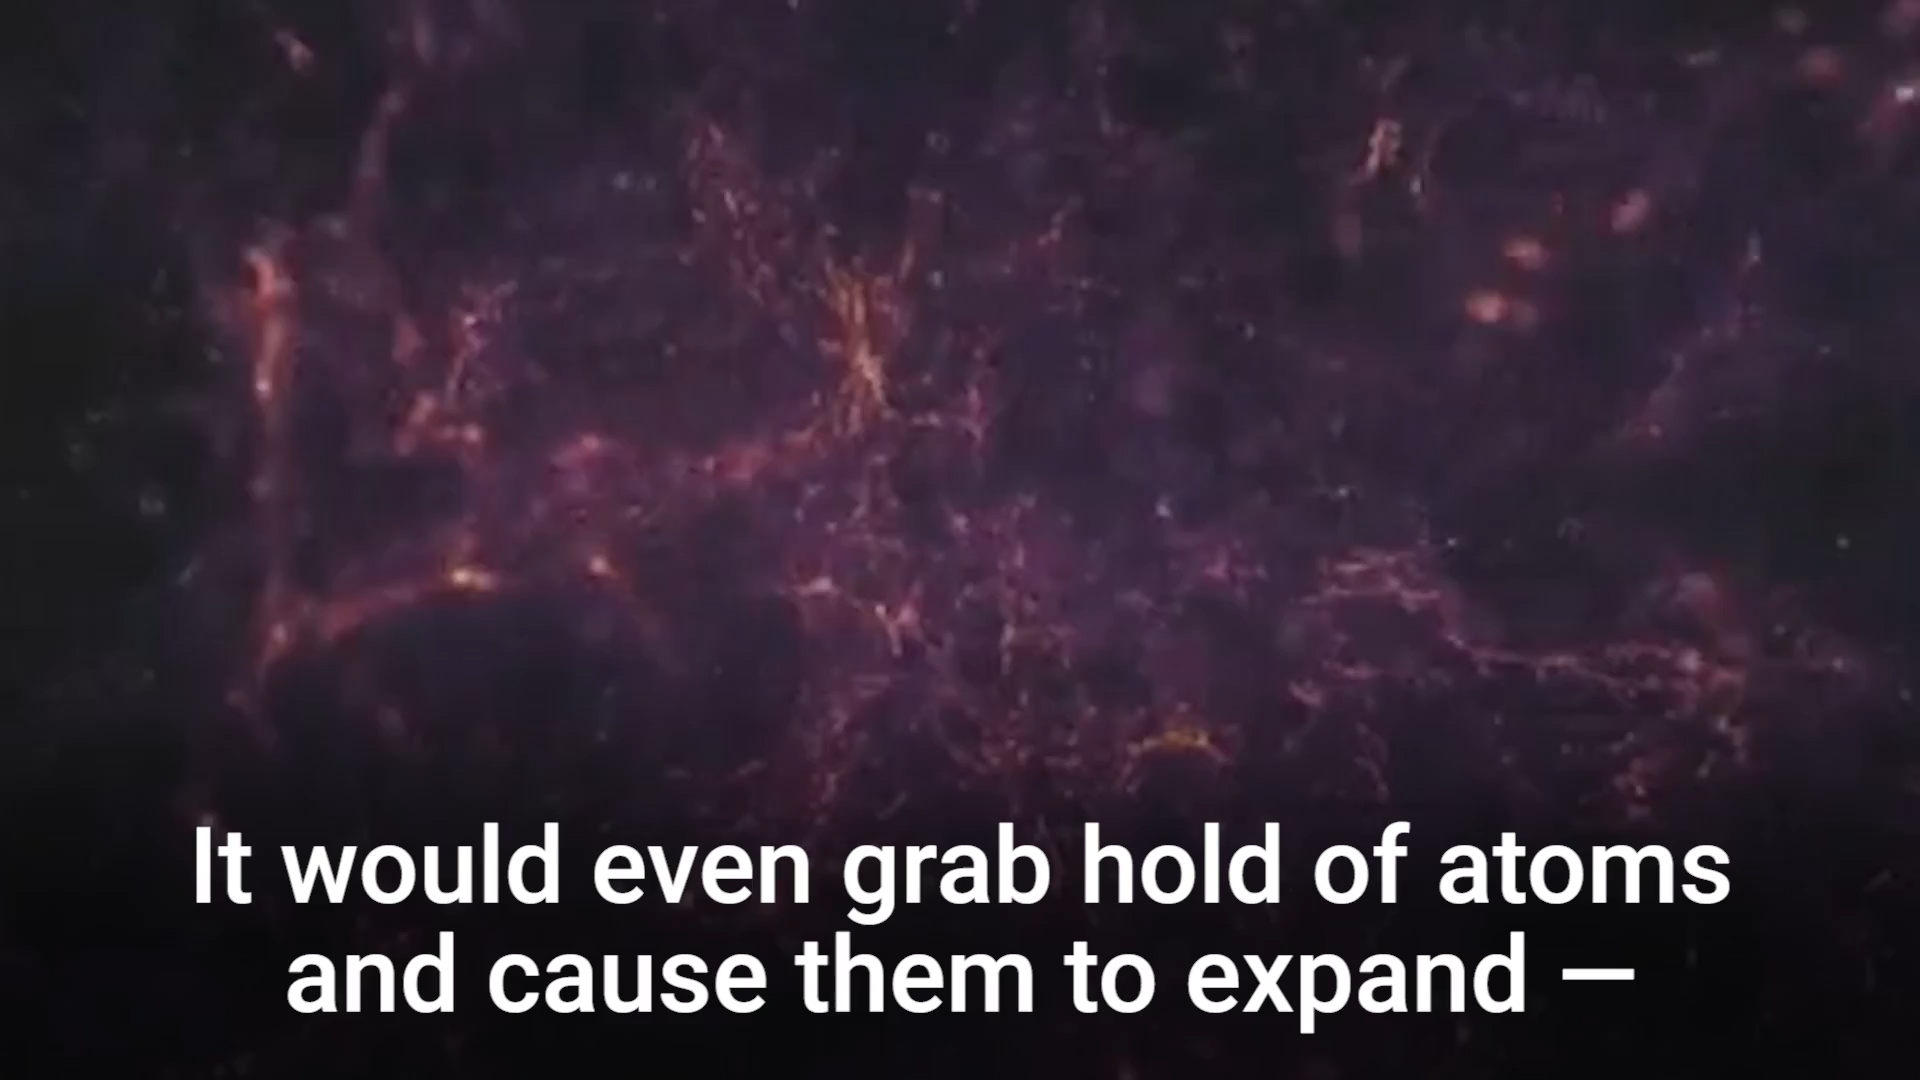 It would even grab hold of atoms
and cause them to expand —